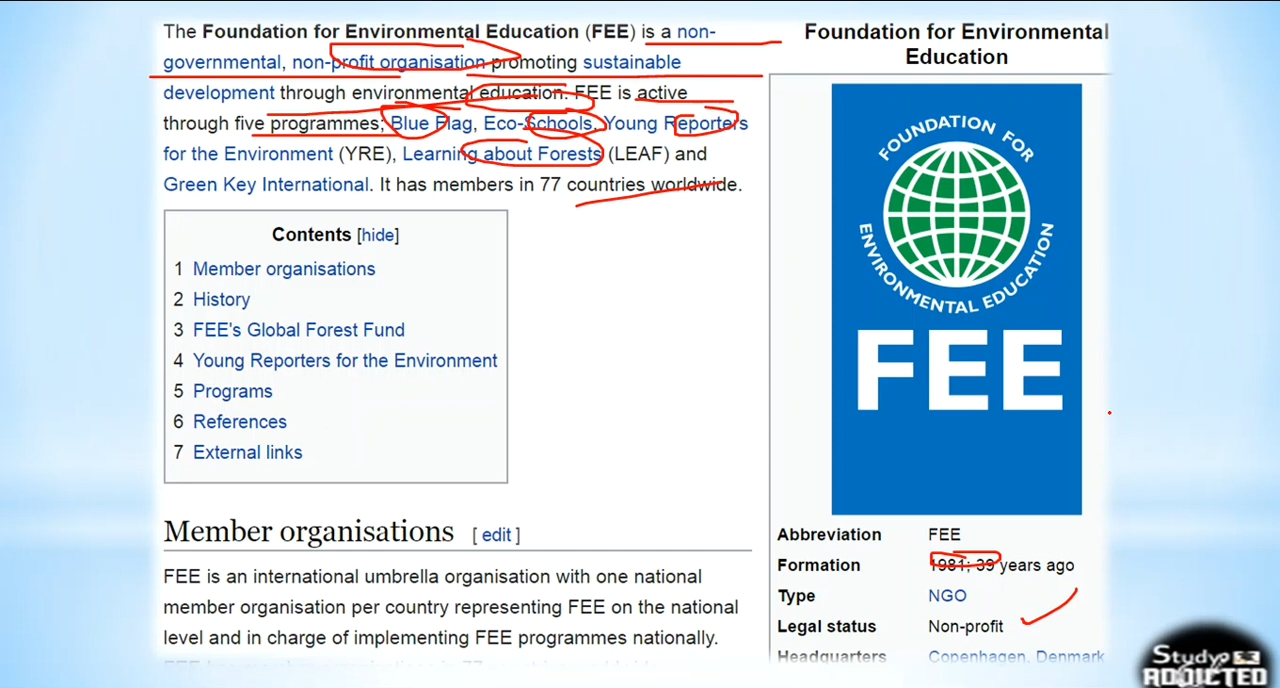 The Foundation for Environmental Education (FEE) is a non-
governmental, non-profit organisation promoting sustainable
development through environmental education. FEE is active
through five programmes; Blue Flag, Eco-Schools, Young Reporters
for the Environment (YRE), Learning about Forests (LEAF) and
Green Key International. It has members in 77 countries worldwide.
Contents [hide]
1 Member organisations
2 History
3 FEE's Global Forest Fund
4 Young Reporters for the Environment
5 Programs
6 References
7 External links
Member organisations [ edit ]
FEE is an international umbrella organisation with one national
member organisation per country representing FEE on the national
level and in charge of implementing FEE programmes nationally.
Foundation for Environmental
Education
FOUNDATION FOR
ENVIRONMENTAL EDUCATION
FEE
Abbreviation FEE
Formation 1981; 39 years ago
Type NGO
Legal status Non-profit
Headquarters Copenhagen, Denmark
Study
ADDICTED